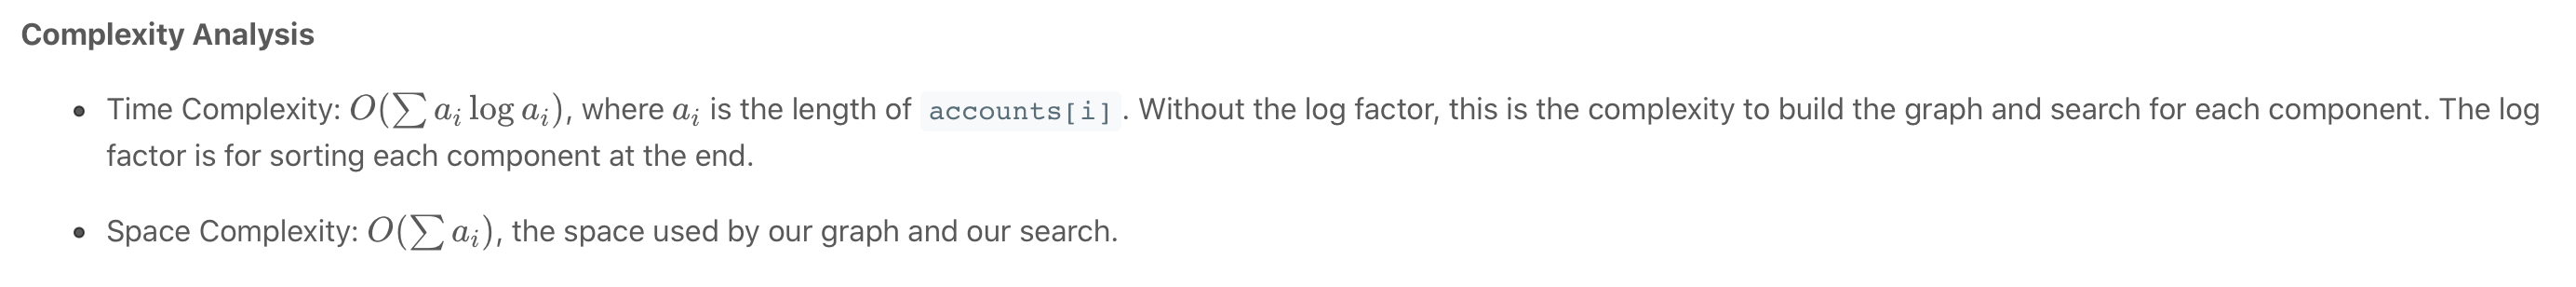 Complexity Analysis
• Time Complexity: O(∑ a_i log a_i), where a_i is the length of accounts[i] . Without the log factor, this is the complexity to build the graph and search for each component. The log
factor is for sorting each component at the end.
• Space Complexity: O(∑ a_i), the space used by our graph and our search.